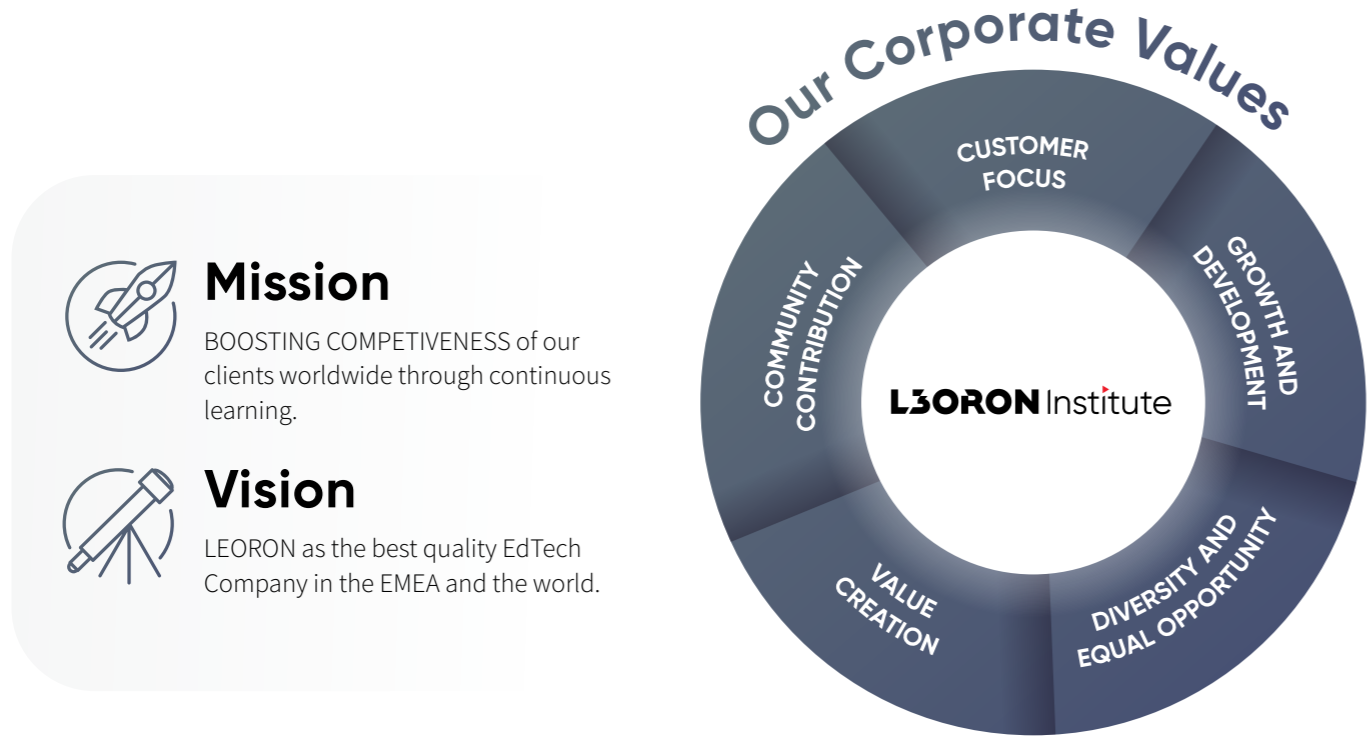 Mission
BOOSTING COMPETIVENESS of our
clients worldwide through continuous
learning.
Vision
LEORON as the best quality EdTech
Company in the EMEA and the world.
Our Corporate Values
CUSTOMER
FOCUS
GROWTH AND
DEVELOPMENT
DIVERSITY AND
EQUAL OPPORTUNITY
VALUE
CREATION
COMMUNITY
CONTRIBUTION
L3ORON Institute